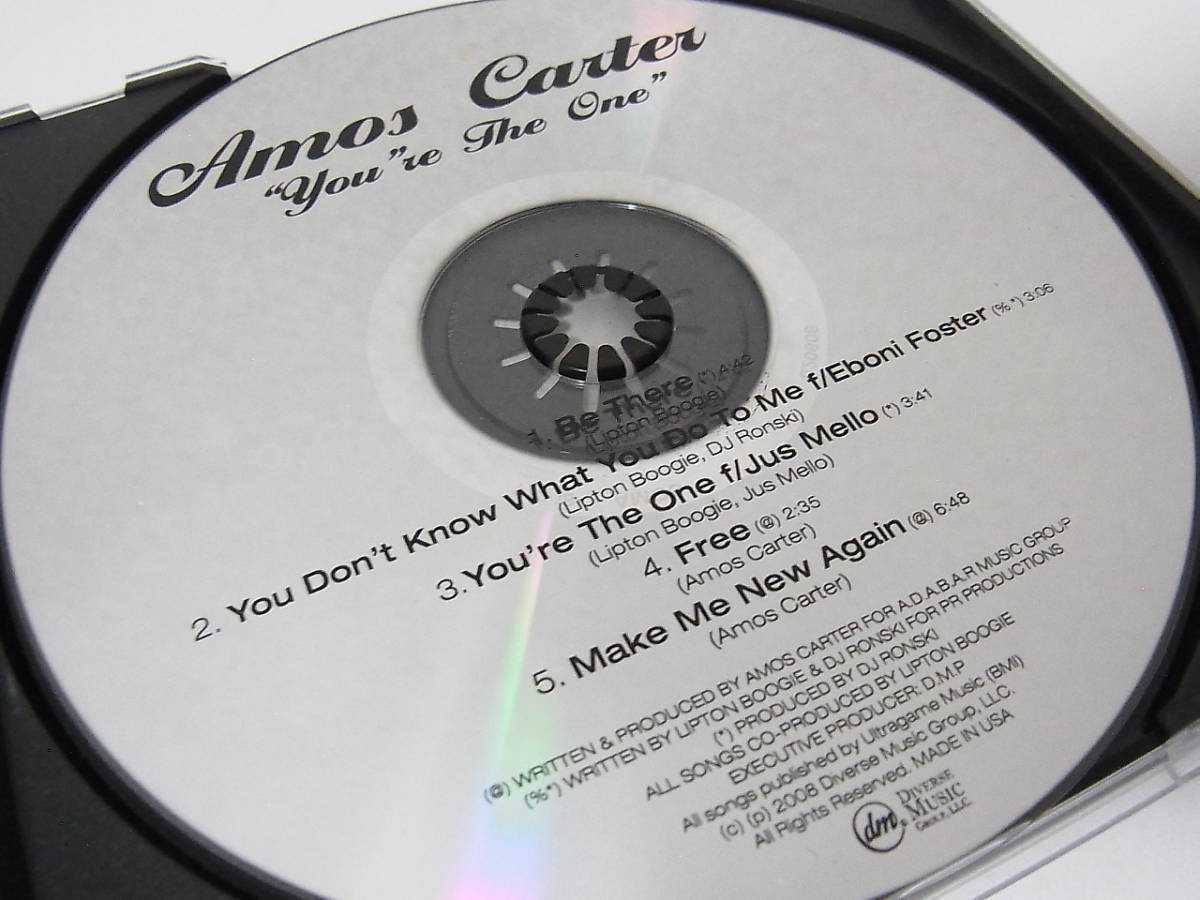 Amos Carter
“You”re The One”
1. Be There (*) 4:42
(Lipton Boogie)
2. You Don't Know What You Do To Me f/Eboni Foster (%*) 3:06
(Lipton Boogie, DJ Ronski)
3.You're The One f/Jus Mello (*) 3:41
(Lipton Boogie, Jus Mello)
4. Free (@) 2:35
(Amos Carter)
5. Make Me New Again (@) 6:48
(Amos Carter)
(@) WRITTEN & PRODUCED BY AMOS CARTER FOR A.D.A.B.A.R MUSIC GROUP
(%*) WRITTEN BY LIPTON BOOGIE & DJ RONSKI FOR PR PRODUCTIONS
(*) PRODUCED BY DJ RONSKI
ALL SONGS CO-PRODUCED BY LIPTON BOOGIE
EXECUTIVE PRODUCER: D.M.P
All songs published by Ultragame Music (BMI)
(c) (p) 2008 Diverse Music Group, LLC.
All Rights Reserved. MADE IN USA
dm DIVERSE
MUSIC
GROUP, LLC